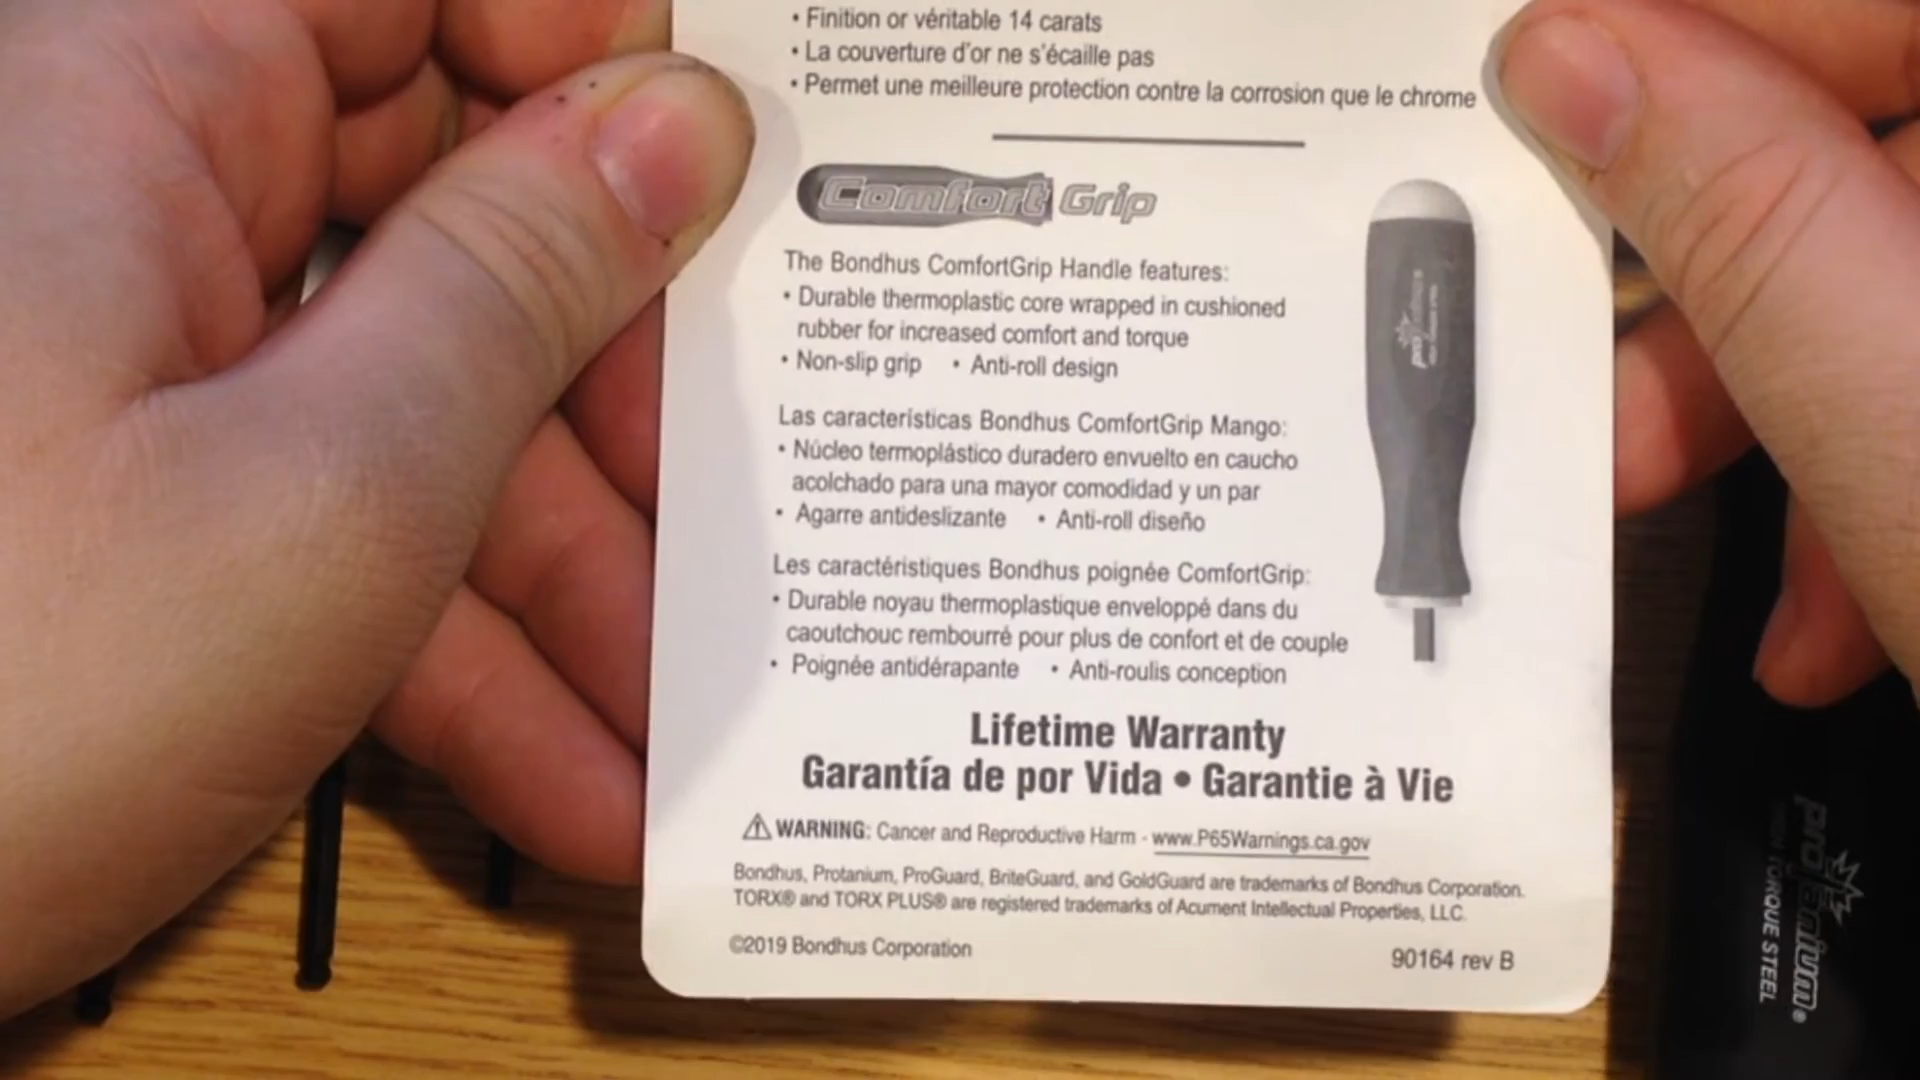 • Finition or véritable 14 carats
• La couverture d'or ne s'écaille pas
• Permet une meilleure protection contre la corrosion que le chrome
Comfort Grip
The Bondhus ComfortGrip Handle features:
• Durable thermoplastic core wrapped in cushioned
rubber for increased comfort and torque
• Non-slip grip • Anti-roll design
Las características Bondhus ComfortGrip Mango:
• Núcleo termoplástico duradero envuelto en caucho
acolchado para una mayor comodidad y un par
• Agarre antideslizante • Anti-roll diseño
Les caractéristiques Bondhus poignée ComfortGrip:
• Durable noyau thermoplastique enveloppé dans du
caoutchouc rembourré pour plus de confort et de couple
• Poignée antidérapante • Anti-roulis conception
Lifetime Warranty
Garantía de por Vida • Garantie à Vie
⚠ WARNING: Cancer and Reproductive Harm - www.P65Warnings.ca.gov
Bondhus, Protanium, ProGuard, BriteGuard, and GoldGuard are trademarks of Bondhus Corporation.
TORX® and TORX PLUS® are registered trademarks of Acument Intellectual Properties, LLC.
©2019 Bondhus Corporation
90164 rev B
protanium®
HIGH TORQUE STEEL